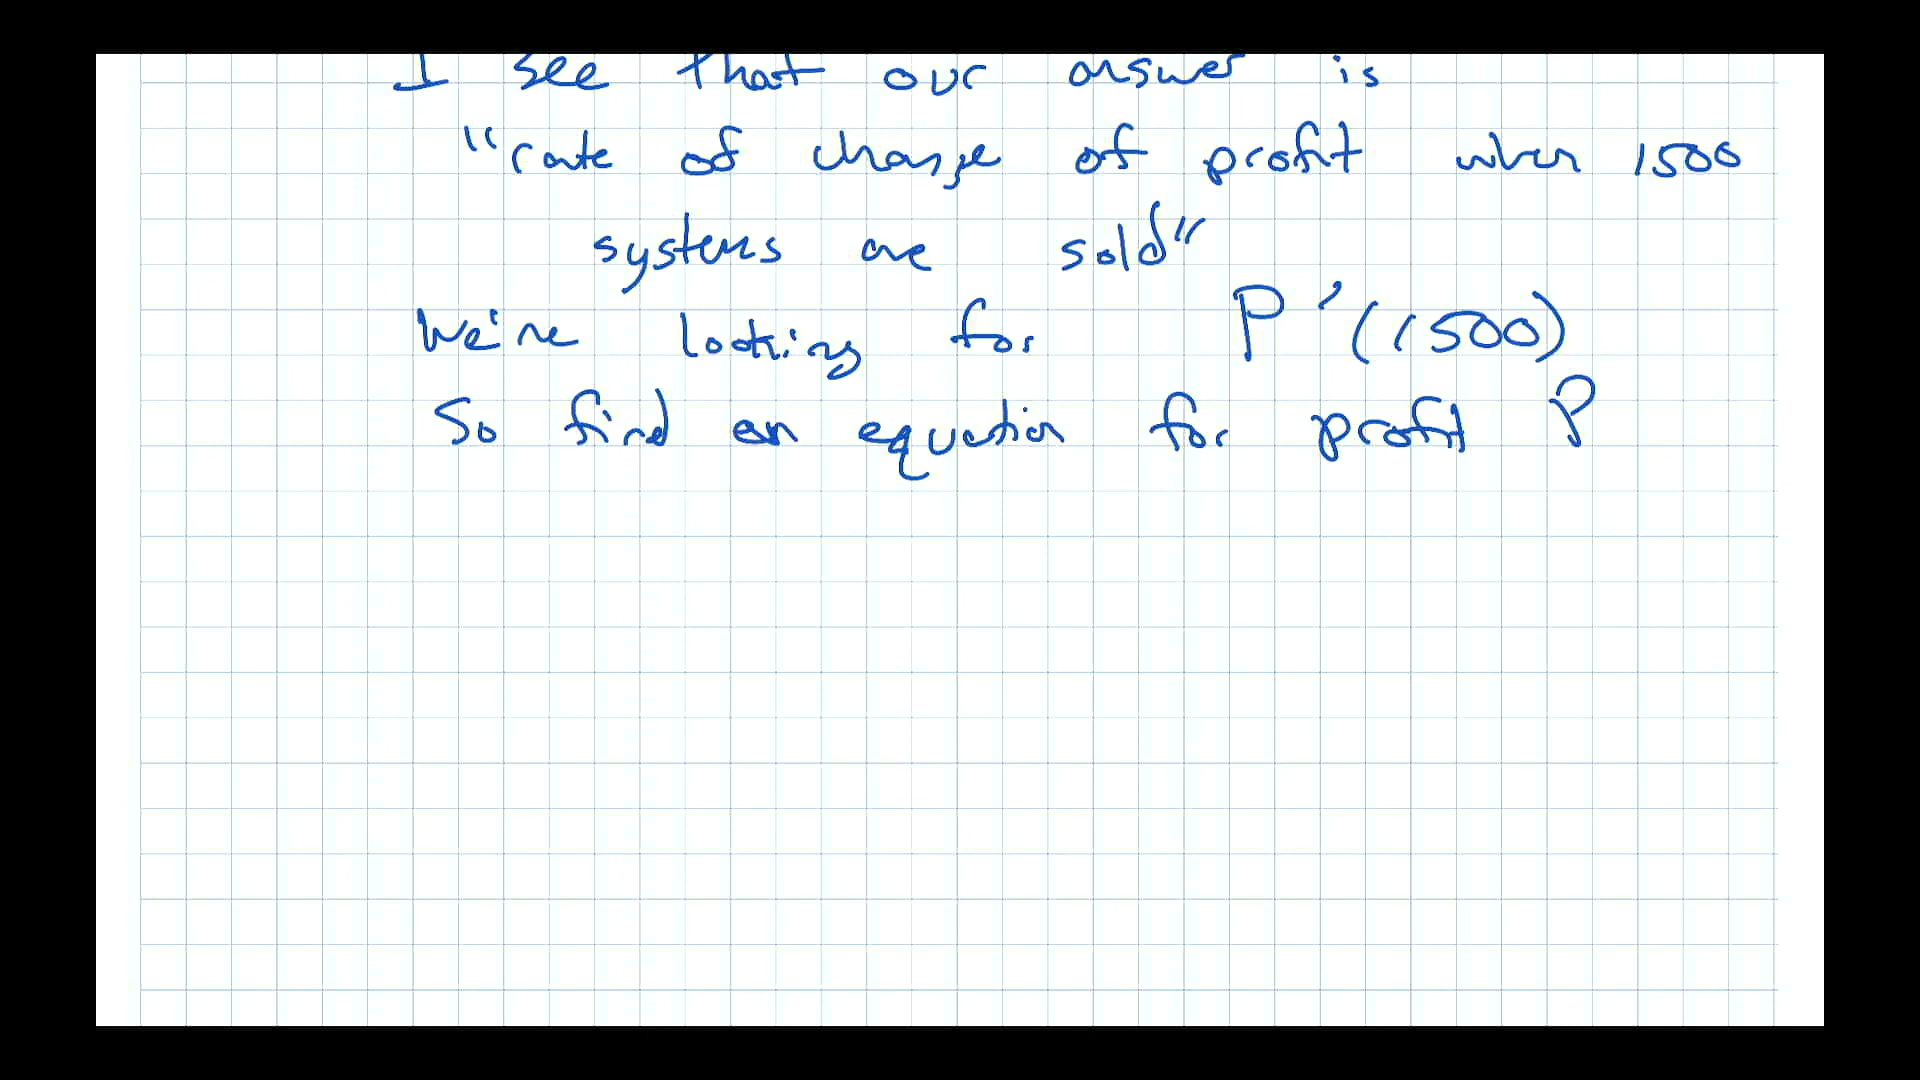 I see that our answer is
"rate of change of profit when 1500
systems are sold"
We're looking for P'(1500)
So find an equation for profit P